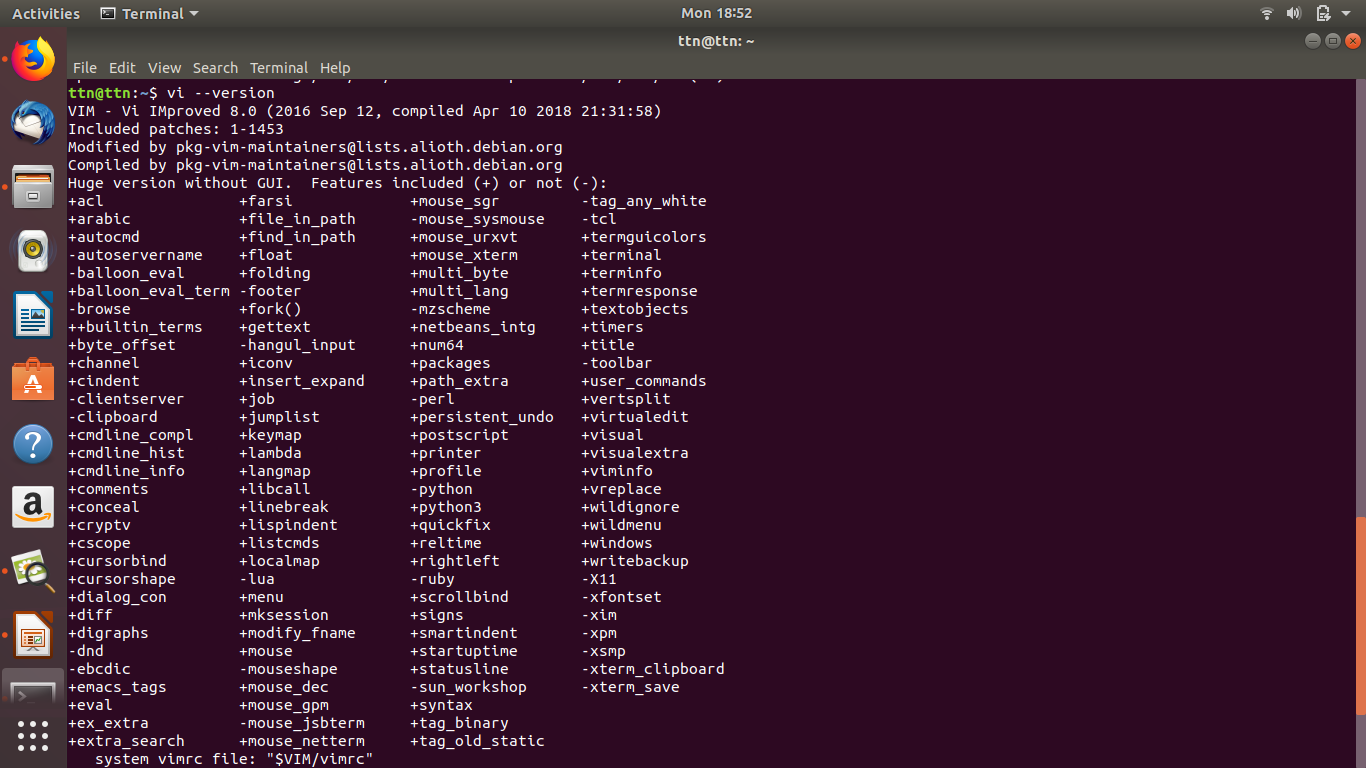 Activities Terminal Mon 18:52
ttn@ttn: ~
File Edit View Search Terminal Help
ttn@ttn:~$ vi --version
VIM - Vi IMproved 8.0 (2016 Sep 12, compiled Apr 10 2018 21:31:58)
Included patches: 1-1453
Modified by pkg-vim-maintainers@lists.alioth.debian.org
Compiled by pkg-vim-maintainers@lists.alioth.debian.org
Huge version without GUI.  Features included (+) or not (-):
+acl               +farsi             +mouse_sgr         -tag_any_white
+arabic            +file_in_path      -mouse_sysmouse    -tcl
+autocmd           +find_in_path      +mouse_urxvt       +termguicolors
-autoservername    +float             +mouse_xterm       +terminal
-balloon_eval      +folding           +multi_byte        +terminfo
+balloon_eval_term -footer            +multi_lang        +termresponse
-browse            +fork()            -mzscheme          +textobjects
++builtin_terms    +gettext           +netbeans_intg     +timers
+byte_offset       -hangul_input      +num64             +title
+channel           +iconv             +packages          -toolbar
+cindent           +insert_expand     +path_extra        +user_commands
-clientserver      +job               -perl              +vertsplit
-clipboard         +jumplist          +persistent_undo   +virtualedit
+cmdline_compl     +keymap            +postscript        +visual
+cmdline_hist      +lambda            +printer           +visualextra
+cmdline_info      +langmap           +profile           +viminfo
+comments          +libcall           -python            +vreplace
+conceal           +linebreak         +python3           +wildignore
+cryptv            +lispindent        +quickfix          +wildmenu
+cscope            +listcmds          +reltime           +windows
+cursorbind        +localmap          +rightleft         +writebackup
+cursorshape       -lua               -ruby              -X11
+dialog_con        +menu              +scrollbind        -xfontset
+diff              +mksession         +signs             -xim
+digraphs          +modify_fname      +smartindent       -xpm
-dnd               +mouse             +startuptime       -xsmp
-ebcdic            -mouseshape        +statusline        -xterm_clipboard
+emacs_tags        +mouse_dec         -sun_workshop      -xterm_save
+eval              +mouse_gpm         +syntax
+ex_extra          -mouse_jsbterm     +tag_binary
+extra_search      +mouse_netterm     +tag_old_static
   system vimrc file: "$VIM/vimrc"